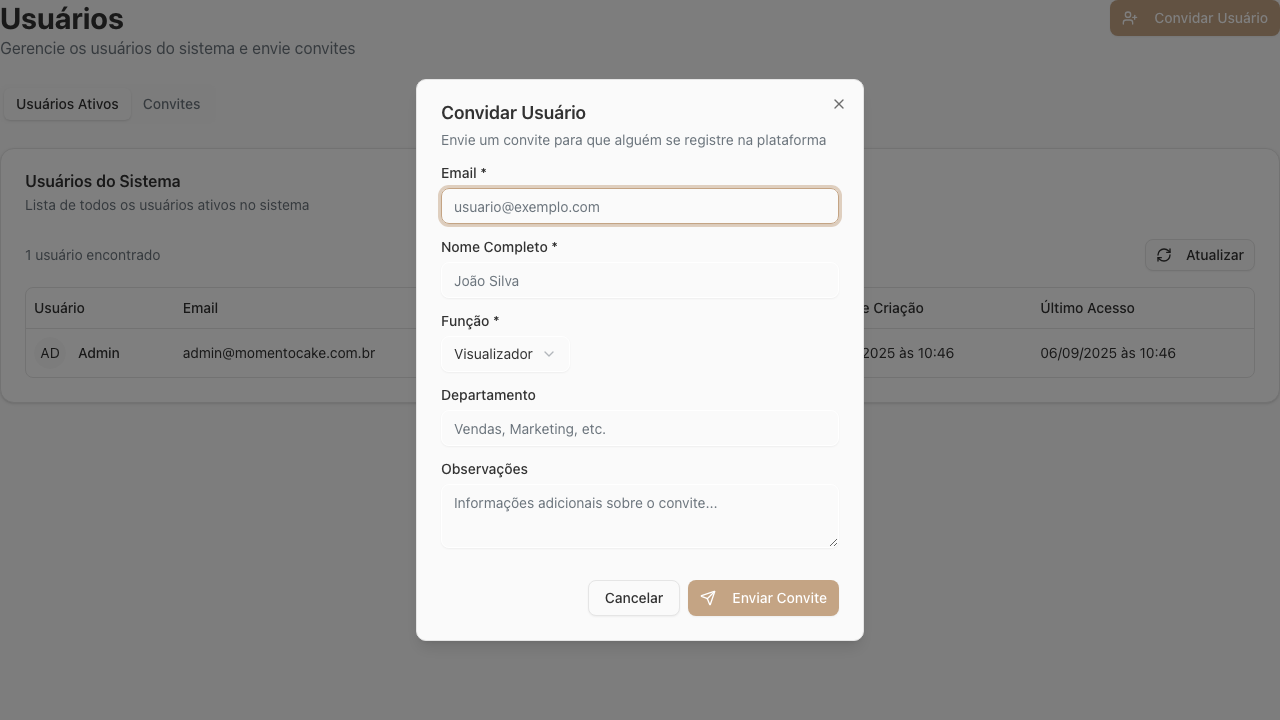 Usuários
Convidar Usuário
Gerencie os usuários do sistema e envie convites
Usuários Ativos
Convites
Usuários do Sistema
Lista de todos os usuários ativos no sistema
1 usuário encontrado
Atualizar
Usuário Email e Criação Último Acesso
AD Admin admin@momentocake.com.br 2025 às 10:46 06/09/2025 às 10:46
Convidar Usuário
Envie um convite para que alguém se registre na plataforma
Email *
usuario@exemplo.com
Nome Completo *
João Silva
Função *
Visualizador
Departamento
Vendas, Marketing, etc.
Observações
Informações adicionais sobre o convite...
Cancelar
Enviar Convite